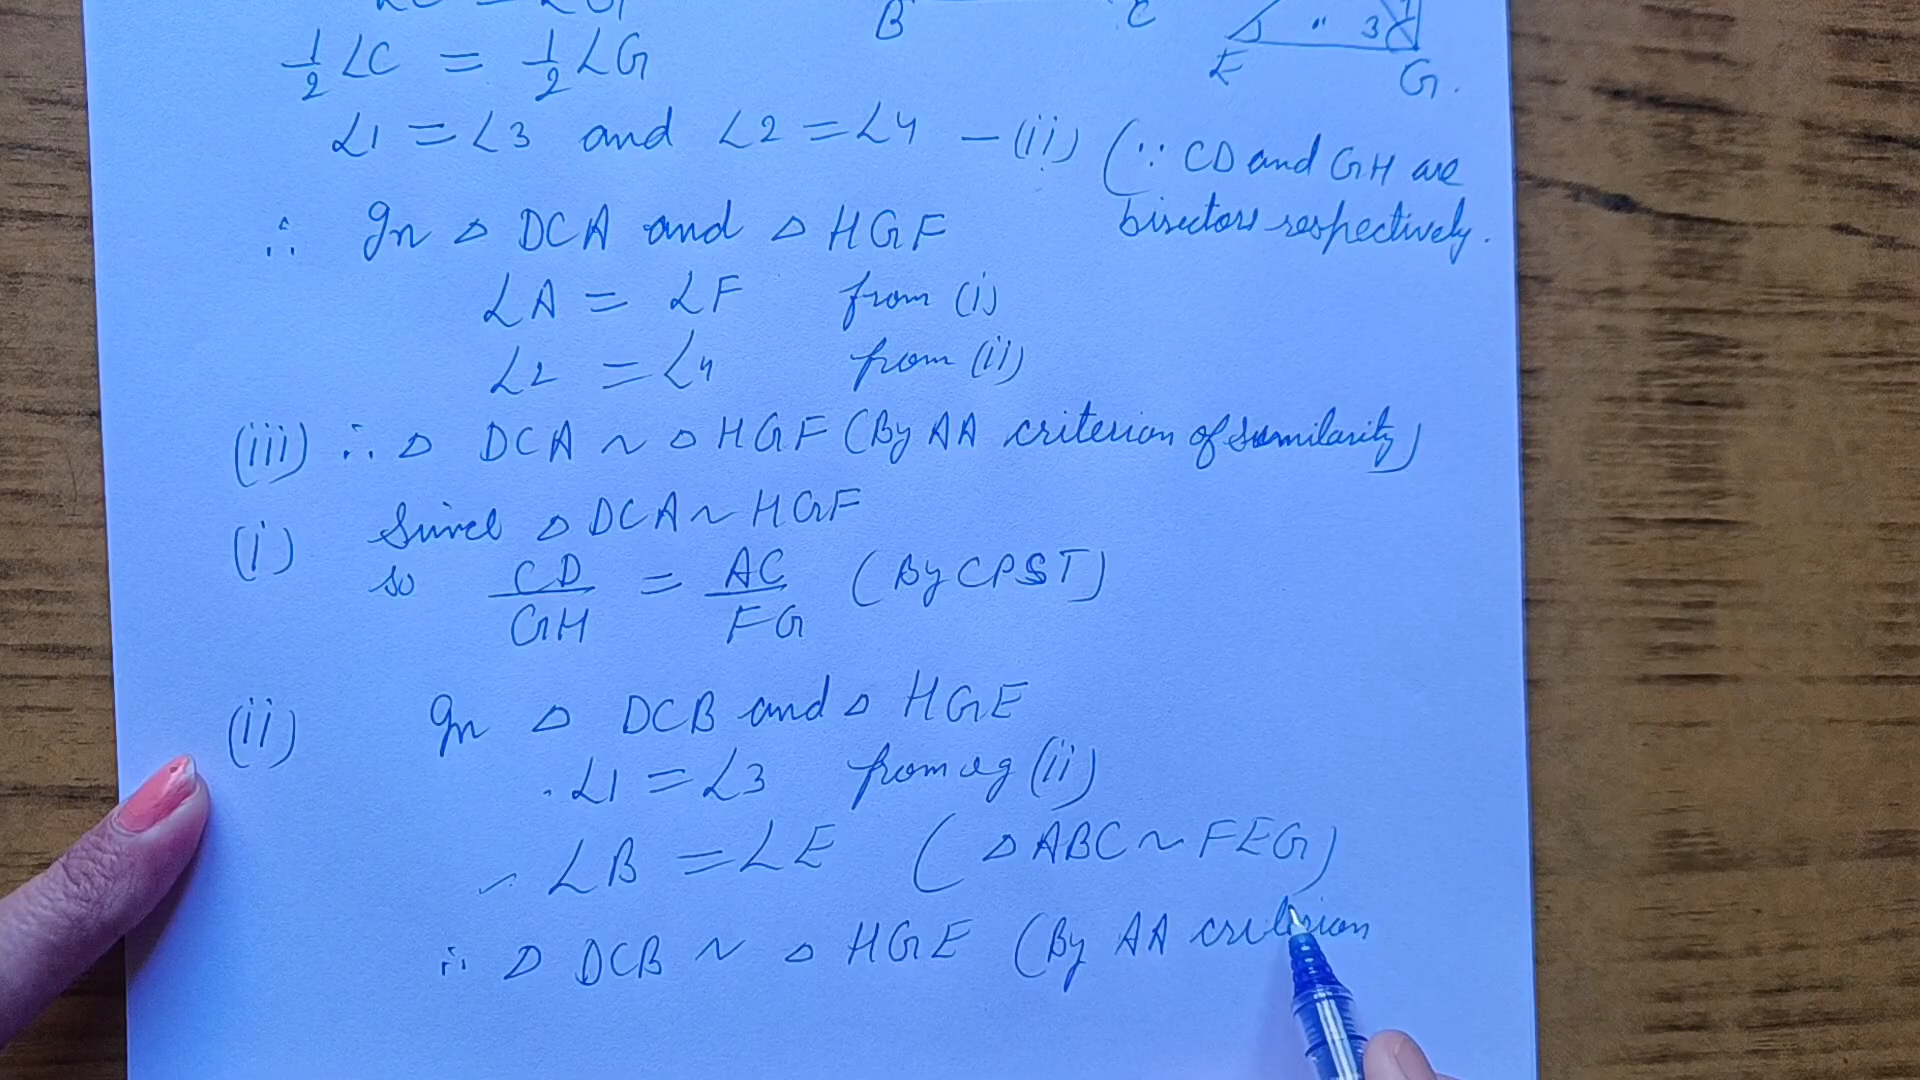 ∠C = ∠G
B C
" 3
E G.
1/2 ∠C = 1/2 ∠G
∠1 = ∠3 and ∠2 = ∠4 — (ii) (∵ CD and GH are
bisectors respectively.
∴ In △ DCA and △ HGF
∠A = ∠F from (i)
∠2 = ∠4 from (ii)
(iii) ∴ △ DCA ~ △ HGF (By AA criterion of similarity)
(i) Since △ DCA ~ HGF
so CD/GH = AC/FG (By CPST)
(ii) In △ DCB and △ HGE
∠1 = ∠3 from eq (ii)
∠B = ∠E (△ ABC ~ FEG)
∴ △ DCB ~ △ HGE (By AA criterion